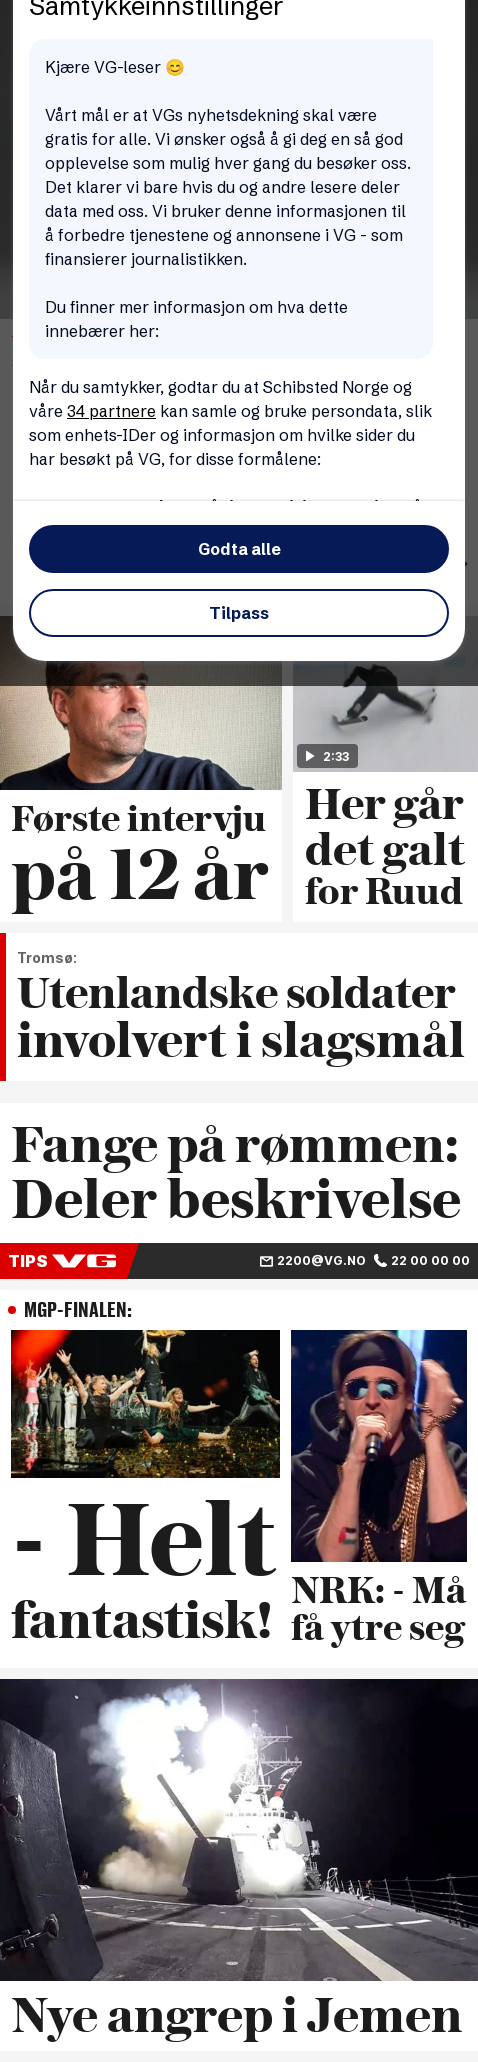 Samtykkeinnstillinger
Kjære VG-leser 😊
Vårt mål er at VGs nyhetsdekning skal være
gratis for alle. Vi ønsker også å gi deg en så god
opplevelse som mulig hver gang du besøker oss.
Det klarer vi bare hvis du og andre lesere deler
data med oss. Vi bruker denne informasjonen til
å forbedre tjenestene og annonsene i VG - som
finansierer journalistikken.
Du finner mer informasjon om hva dette
innebærer her:
Når du samtykker, godtar du at Schibsted Norge og
våre 34 partnere kan samle og bruke persondata, slik
som enhets-IDer og informasjon om hvilke sider du
har besøkt på VG, for disse formålene:
Godta alle
Tilpass
Første intervju
på 12 år
2:33
Her går
det galt
for Ruud
Tromsø:
Utenlandske soldater
involvert i slagsmål
Fange på rømmen:
Deler beskrivelse
TIPS VG
2200@VG.NO 22 00 00 00
MGP-FINALEN:
- Helt
fantastisk!
NRK: - Må
få ytre seg
Nye angrep i Jemen